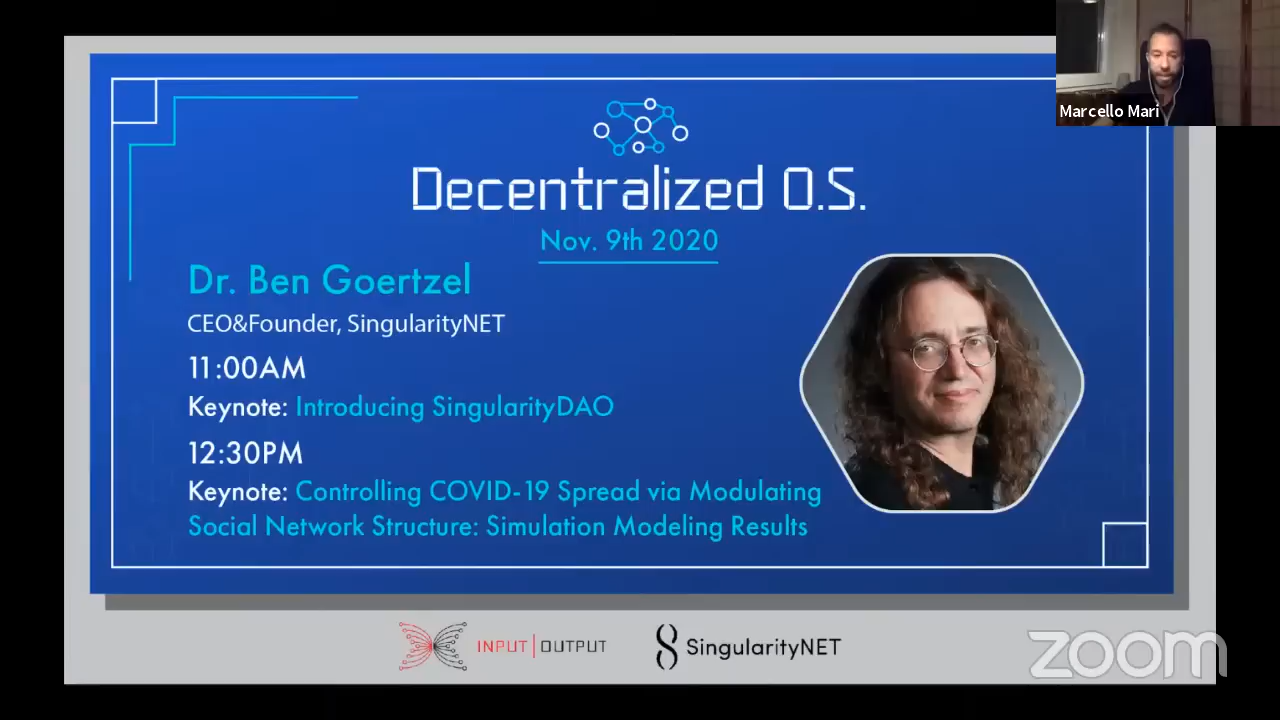 Marcello Mari
Decentralized O.S.
Nov. 9th 2020
Dr. Ben Goertzel
CEO&Founder, SingularityNET
11:00AM
Keynote: Introducing SingularityDAO
12:30PM
Keynote: Controlling COVID-19 Spread via Modulating
Social Network Structure: Simulation Modeling Results
INPUT|OUTPUT
SingularityNET
zoom